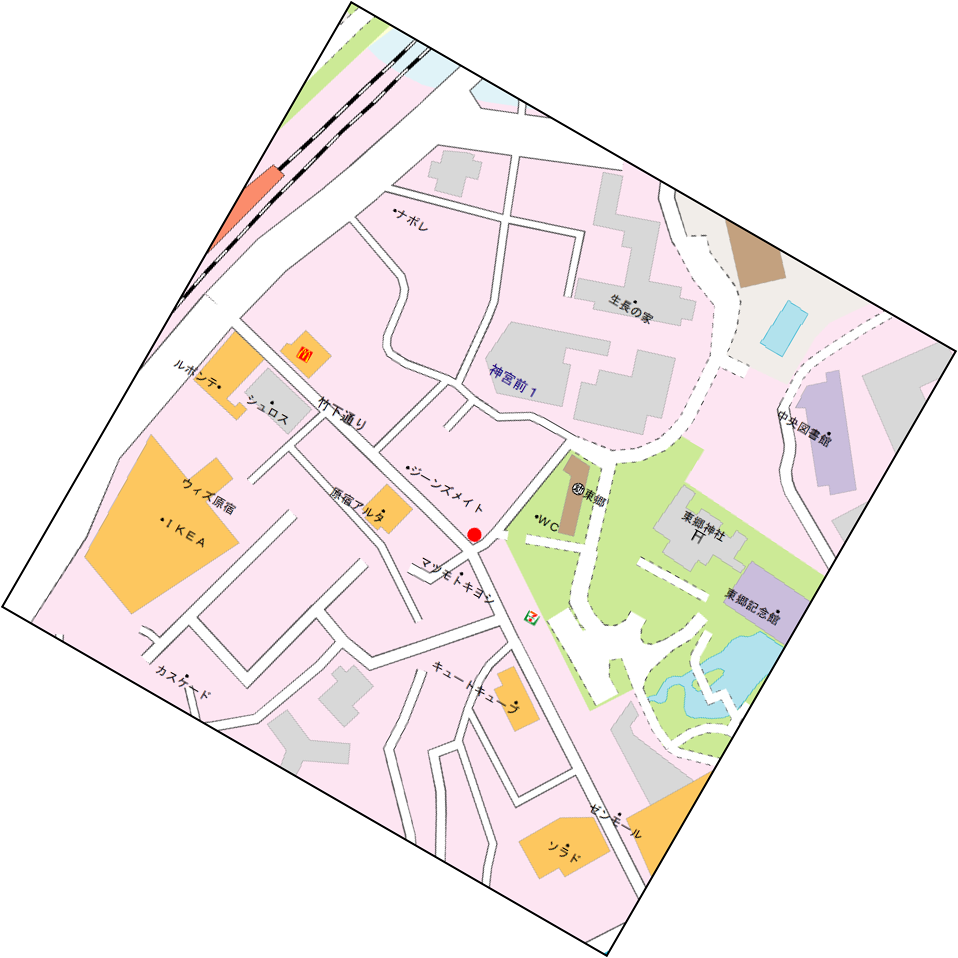 ナポレ
生長の家
神宮前1
ルポンテ
シュロス
竹下通り
中央図書館
ジーンズメイト
ウィズ原宿
原宿アルタ
幼東郷
WC
東郷神社
IKEA
マツモトキヨシ
東郷記念館
7
カスケード
キュートキューブ
ゼンモール
ソラド